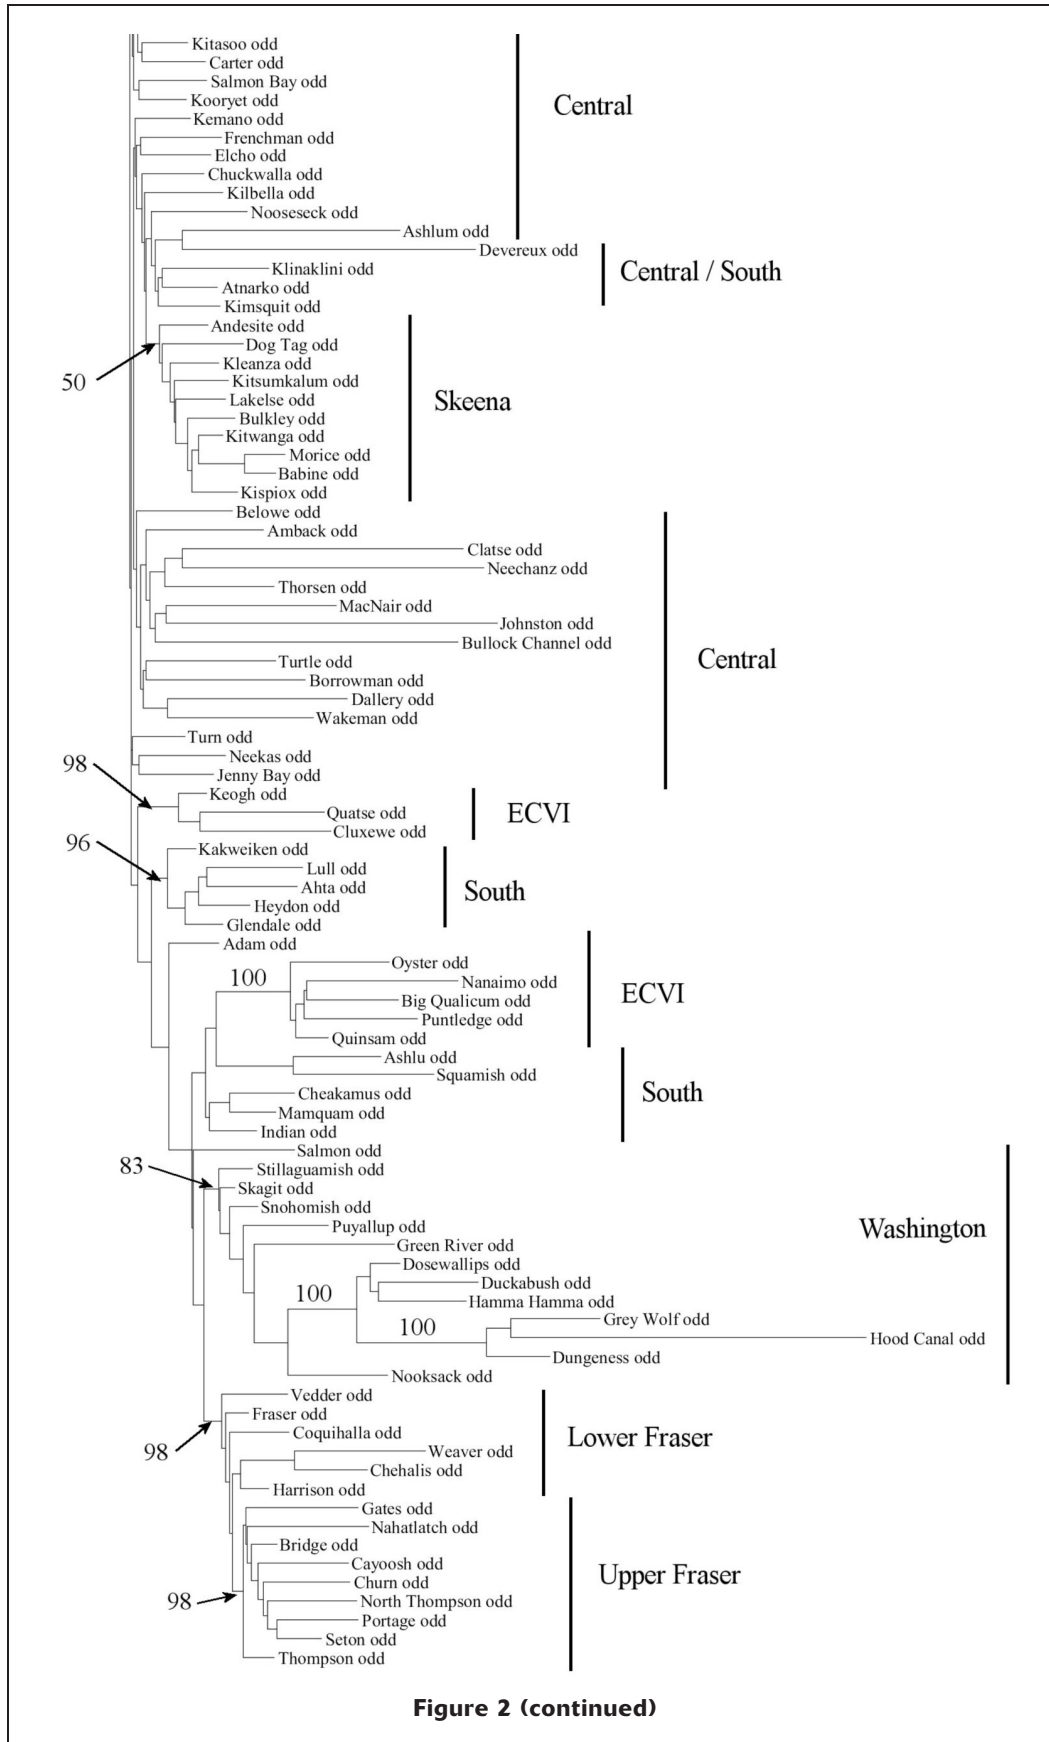 Kitasoo odd
Carter odd
Salmon Bay odd
Kooryet odd
Central
Kemano odd
Frenchman odd
Elcho odd
Chuckwalla odd
Kilbella odd
Nooseseck odd
Ashlum odd
Devereux odd
Klinaklini odd
Central / South
Atnarko odd
Kimsquit odd
Andesite odd
Dog Tag odd
Kleanza odd
50
Kitsumkalum odd
Lakelse odd
Skeena
Bulkley odd
Kitwanga odd
Morice odd
Babine odd
Kispiox odd
Belowe odd
Amback odd
Clatse odd
Neechanz odd
Thorsen odd
MacNair odd
Johnston odd
Bullock Channel odd
Turtle odd
Central
Borrowman odd
Dallery odd
Wakeman odd
Turn odd
Neekas odd
98
Jenny Bay odd
Keogh odd
Quatse odd
ECVI
Cluxewe odd
96
Kakweiken odd
Lull odd
Ahta odd
South
Heydon odd
Glendale odd
Adam odd
Oyster odd
100
Nanaimo odd
ECVI
Big Qualicum odd
Puntledge odd
Quinsam odd
Ashlu odd
Squamish odd
Cheakamus odd
South
Mamquam odd
Indian odd
Salmon odd
83
Stillaguamish odd
Skagit odd
Snohomish odd
Puyallup odd
Washington
Green River odd
Dosewallips odd
Duckabush odd
100
Hamma Hamma odd
Grey Wolf odd
100
Hood Canal odd
Dungeness odd
Nooksack odd
Vedder odd
Fraser odd
Coquihalla odd
Lower Fraser
98
Weaver odd
Chehalis odd
Harrison odd
Gates odd
Nahatlatch odd
Bridge odd
Cayoosh odd
Upper Fraser
Churn odd
98
North Thompson odd
Portage odd
Seton odd
Thompson odd
Figure 2 (continued)